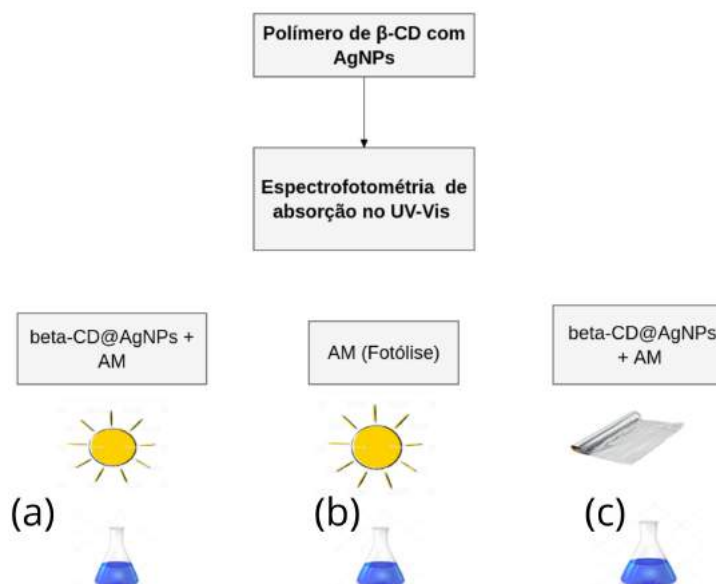 Polímero de β-CD com
AgNPs
Espectrofotométria de
absorção no UV-Vis
beta-CD@AgNPs +
AM
AM (Fotólise)
beta-CD@AgNPs
+ AM
(a)
(b)
(c)